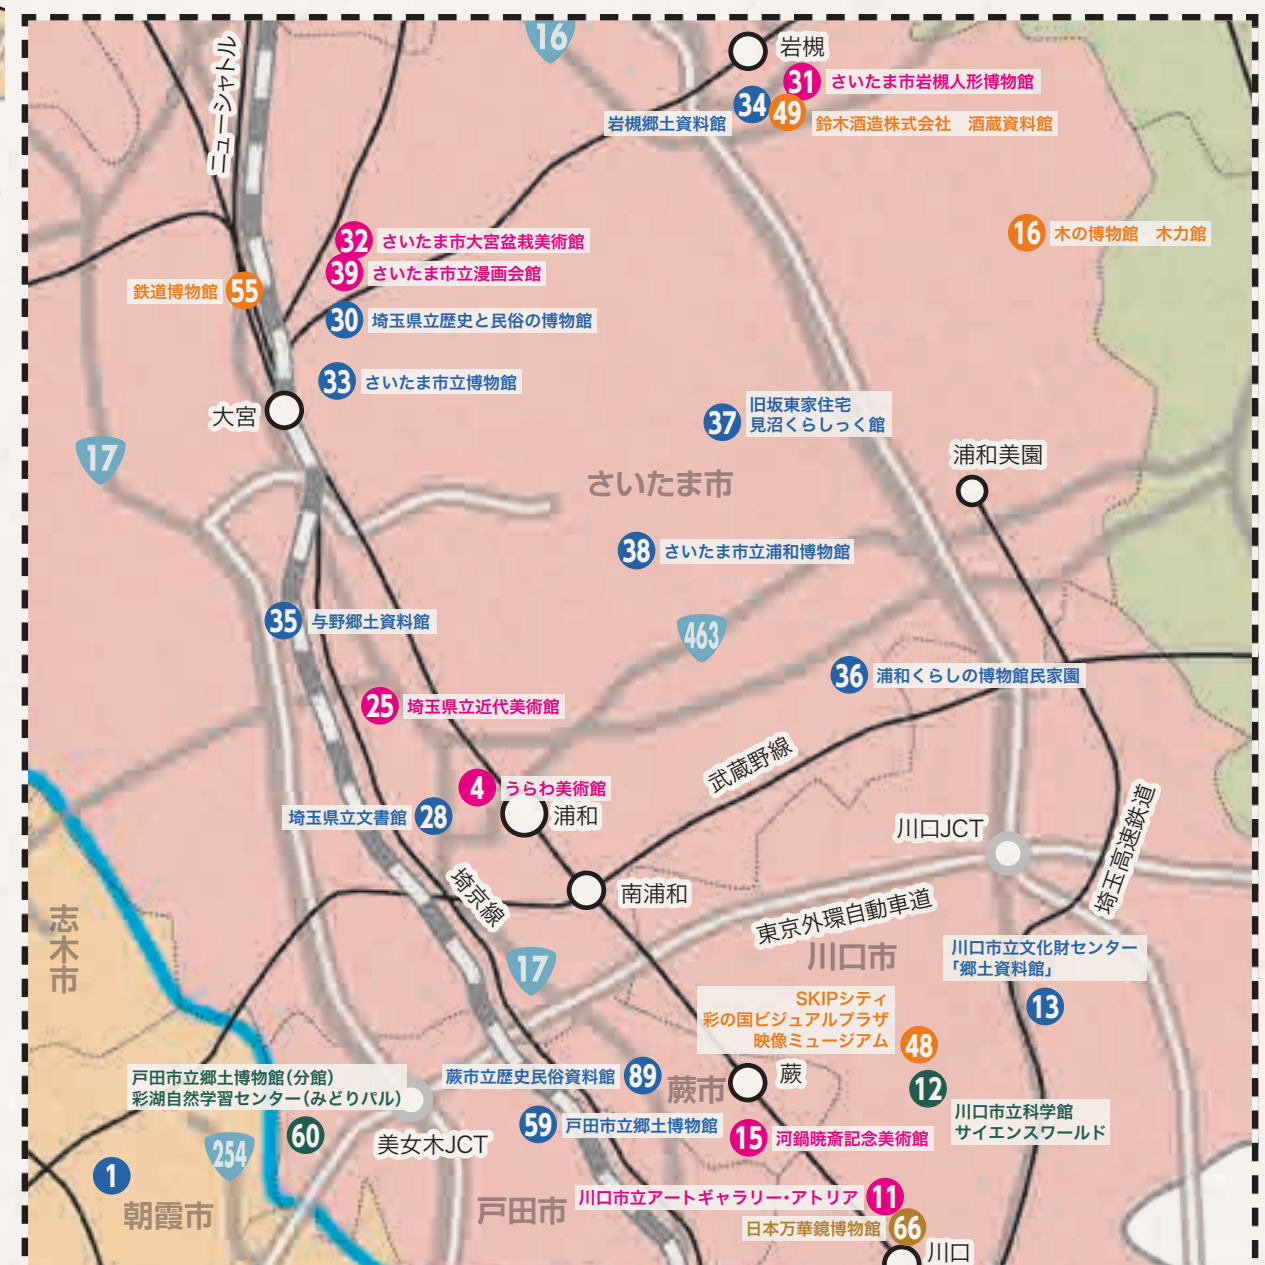 ニューシャトル
16
岩槻
31 さいたま市岩槻人形博物館
34
岩槻郷土資料館
49 鈴木酒造株式会社　酒蔵資料館
16 木の博物館　木力館
32 さいたま市大宮盆栽美術館
39 さいたま市立漫画会館
鉄道博物館 55
30 埼玉県立歴史と民俗の博物館
33 さいたま市立博物館
大宮
37 旧坂東家住宅
見沼くらしっく館
17
浦和美園
さいたま市
38 さいたま市立浦和博物館
35 与野郷土資料館
463
36 浦和くらしの博物館民家園
25 埼玉県立近代美術館
武蔵野線
4 うらわ美術館
埼玉県立文書館 28
浦和
川口JCT
埼玉高速鉄道
埼京線
南浦和
東京外環自動車道
志木市
川口市
17
川口市立文化財センター
「郷土資料館」
13
SKIPシティ
彩の国ビジュアルプラザ
映像ミュージアム
48
戸田市立郷土博物館(分館)
彩湖自然学習センター(みどりパル)
60
蕨市立歴史民俗資料館 89
蕨市
蕨
12
川口市立科学館
サイエンスワールド
59 戸田市立郷土博物館
15 河鍋暁斎記念美術館
美女木JCT
254
1
朝霞市
戸田市
川口市立アートギャラリー・アトリア 11
日本万華鏡博物館 66
川口